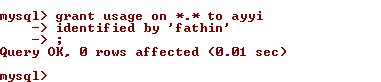 mysql> grant usage on *.* to ayyi
    -> identified by 'fathin'
    -> ;
Query OK, 0 rows affected (0.01 sec)
mysql>